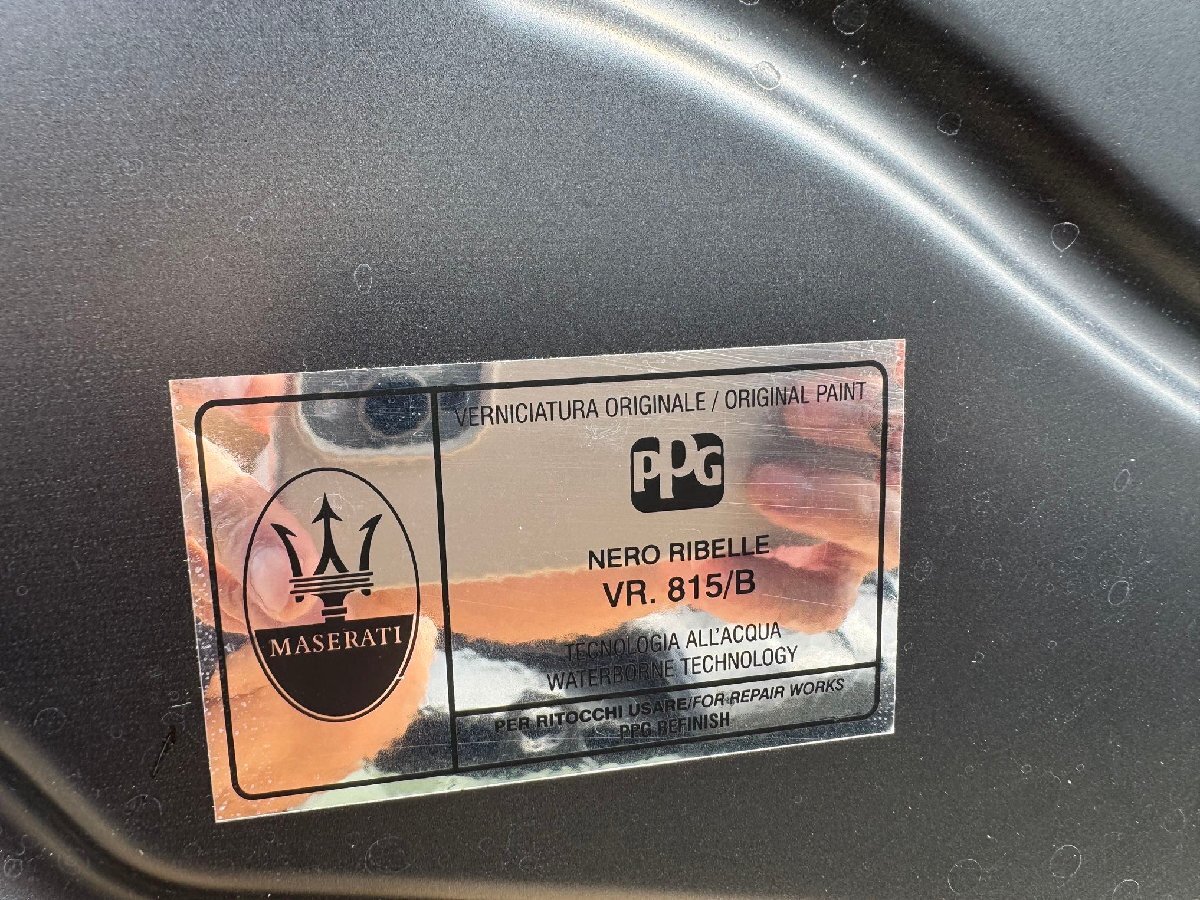 VERNICIATURA ORIGINALE / ORIGINAL PAINT
PPG
NERO RIBELLE
VR. 815/B
TECNOLOGIA ALL'ACQUA
WATERBORNE TECHNOLOGY
PER RITOCCHI USARE/FOR REPAIR WORKS
PPG REFINISH
MASERATI